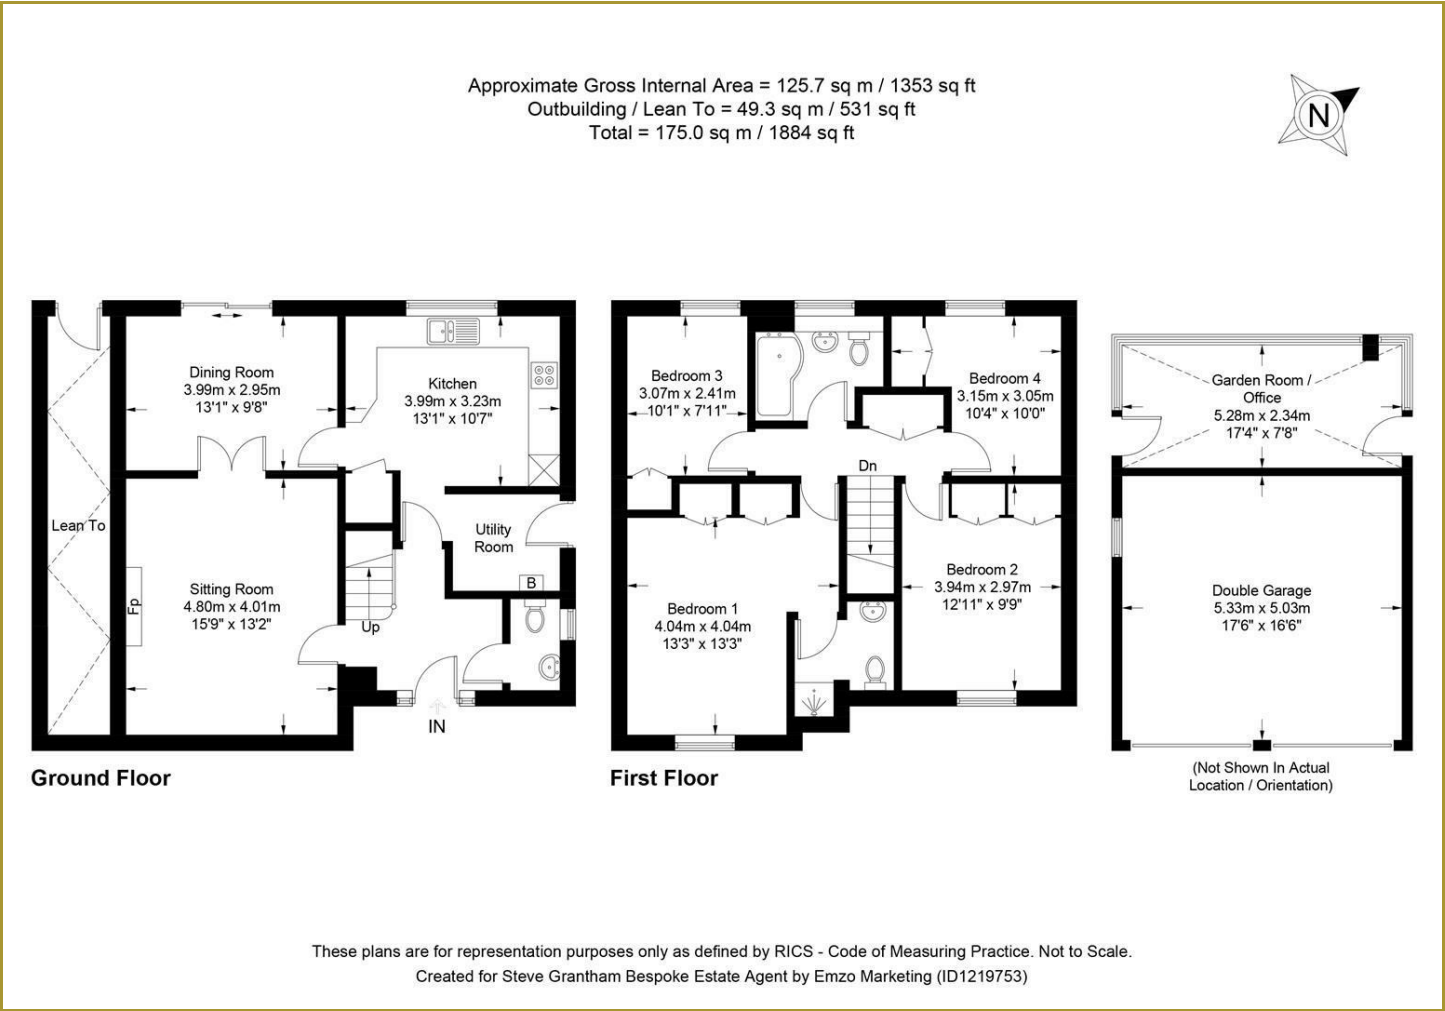 Approximate Gross Internal Area = 125.7 sq m / 1353 sq ft
Outbuilding / Lean To = 49.3 sq m / 531 sq ft
Total = 175.0 sq m / 1884 sq ft
N
Dining Room
3.99m x 2.95m
13'1" x 9'8"
Kitchen
3.99m x 3.23m
13'1" x 10'7"
Lean To
Utility
Room
B
Fp
Sitting Room
4.80m x 4.01m
15'9" x 13'2"
Up
IN
Ground Floor
Bedroom 3
3.07m x 2.41m
10'1" x 7'11"
Bedroom 4
3.15m x 3.05m
10'4" x 10'0"
Dn
Bedroom 2
3.94m x 2.97m
12'11" x 9'9"
Bedroom 1
4.04m x 4.04m
13'3" x 13'3"
First Floor
Garden Room /
Office
5.28m x 2.34m
17'4" x 7'8"
Double Garage
5.33m x 5.03m
17'6" x 16'6"
(Not Shown In Actual
Location / Orientation)
These plans are for representation purposes only as defined by RICS - Code of Measuring Practice. Not to Scale.
Created for Steve Grantham Bespoke Estate Agent by Emzo Marketing (ID1219753)